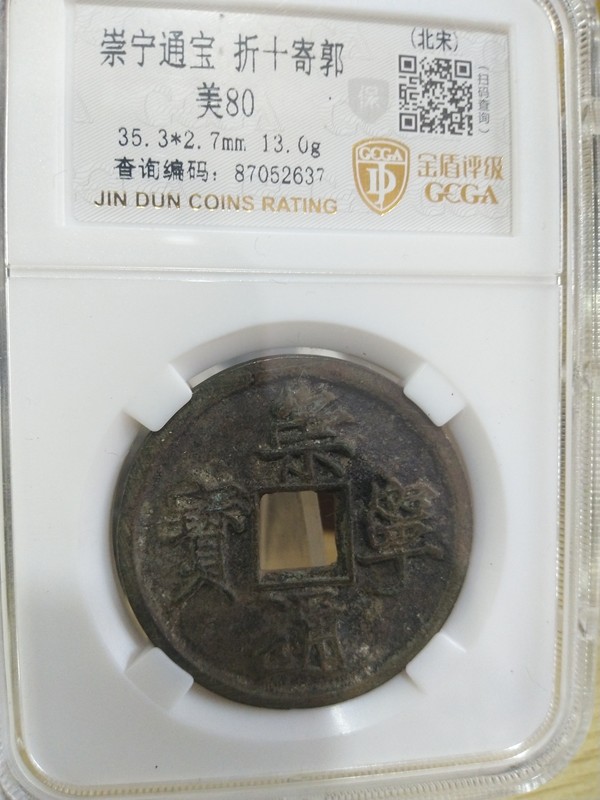 崇宁通宝 折十寄郭
美80
35.3*2.7mm 13.0g
查询编码：87052637
JIN DUN COINS RATING
(北宋)
(扫码查询)
保
GCGA
金盾评级
GCGA
崇
寧
通
寶